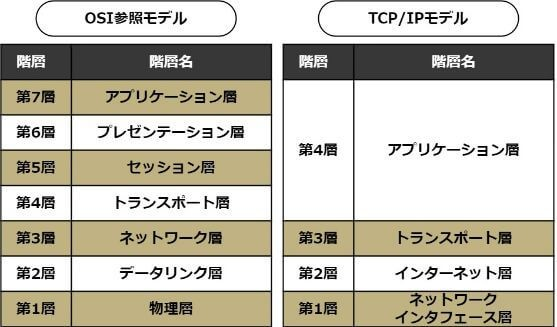 OSI参照モデル
階層 階層名
第7層 アプリケーション層
第6層 プレゼンテーション層
第5層 セッション層
第4層 トランスポート層
第3層 ネットワーク層
第2層 データリンク層
第1層 物理層
TCP/IPモデル
階層 階層名
第4層 アプリケーション層
第3層 トランスポート層
第2層 インターネット層
第1層 ネットワーク
インタフェース層